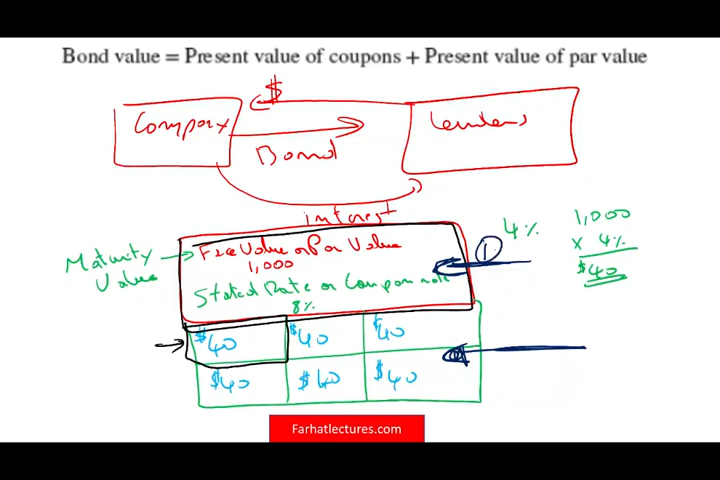 Bond value = Present value of coupons + Present value of par value
$
Company
Lenders
Bond
interest
Maturity
Value
Face Value or Par Value
1,000
Stated Rate or Coupon rate
8%
1
4%
1,000
x 4%
$40
$40 $40 $40
$40 $40 $40
Farhatlectures.com